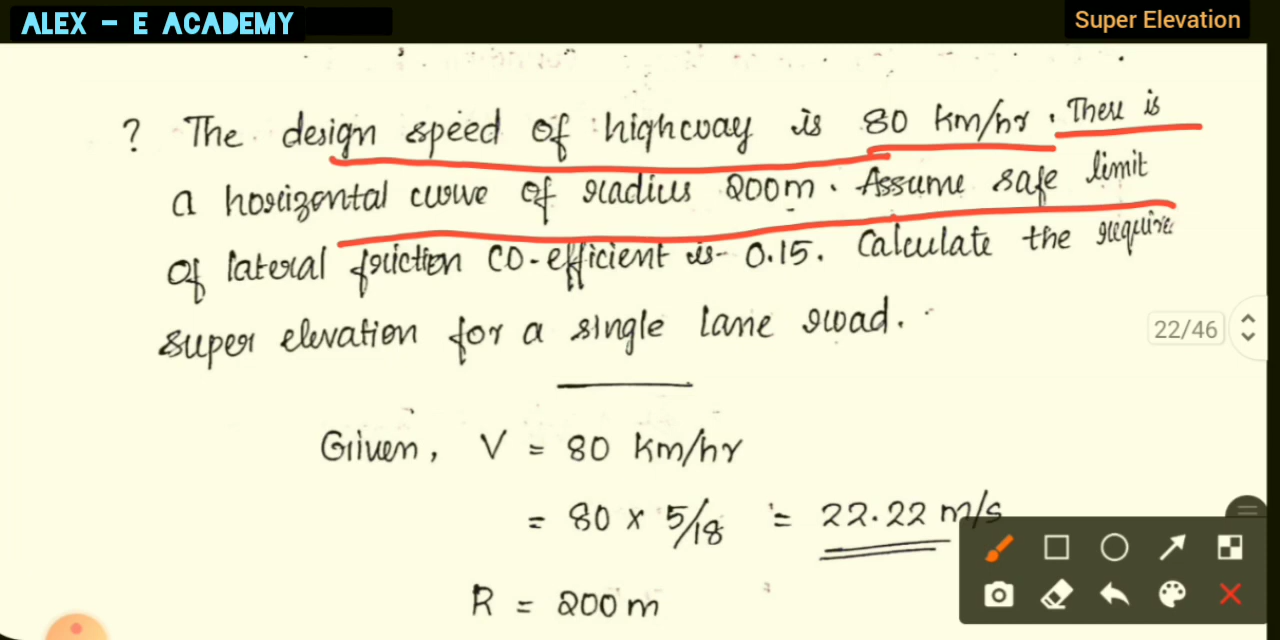 ALEX - E ACADEMY
Super Elevation
? The design speed of highway is 80 km/hr. There is
a horizontal curve of radius 200m. Assume safe limit
of lateral friction co-efficient is 0.15. Calculate the require
super elevation for a single lane road.
22/46
Given, V = 80 km/hr
= 80 x 5/18 = 22.22 m/s
R = 200 m